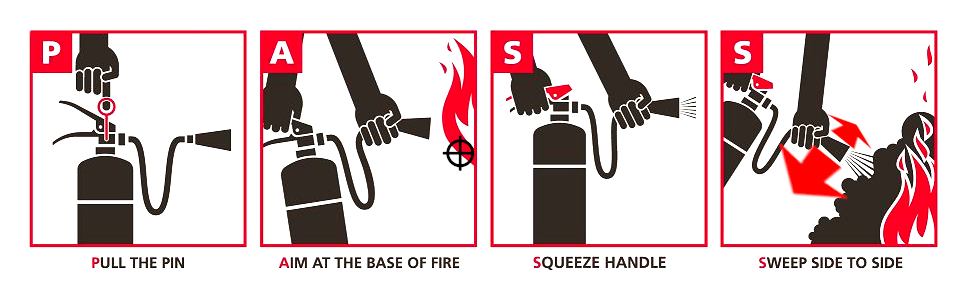 P
A
S
S
PULL THE PIN
AIM AT THE BASE OF FIRE
SQUEEZE HANDLE
SWEEP SIDE TO SIDE